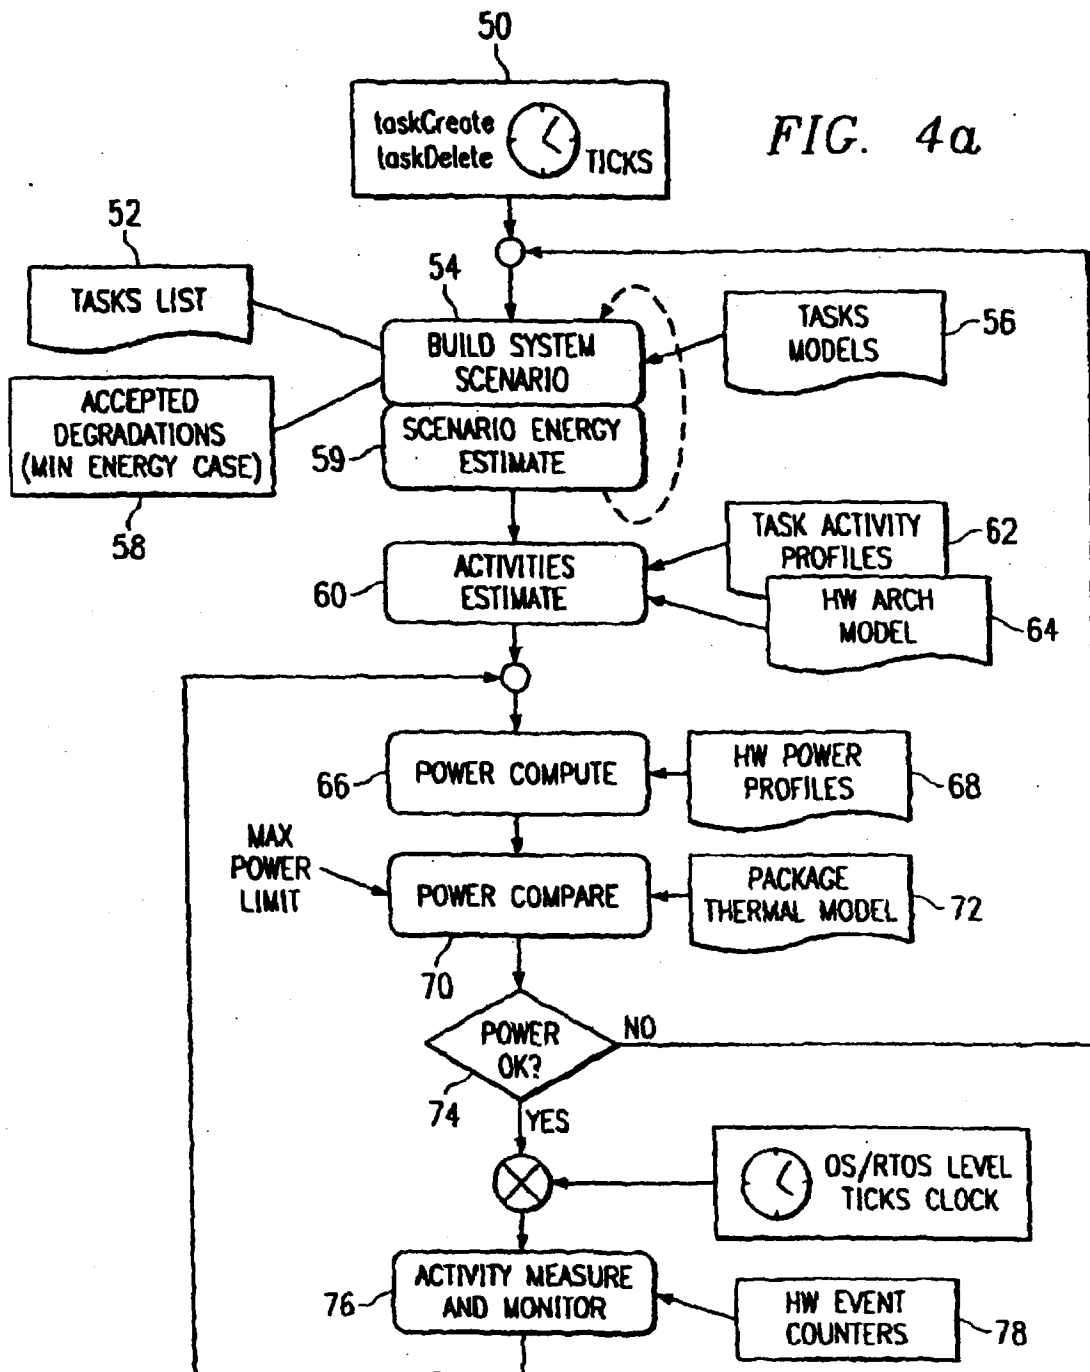 50
taskCreate
taskDelete
TICKS
FIG. 4a
52
TASKS LIST
54
BUILD SYSTEM
SCENARIO
TASKS
MODELS
56
ACCEPTED
DEGRADATIONS
(MIN ENERGY CASE)
58
59
SCENARIO ENERGY
ESTIMATE
60
ACTIVITIES
ESTIMATE
TASK ACTIVITY
PROFILES
62
HW ARCH
MODEL
64
66
POWER COMPUTE
HW POWER
PROFILES
68
MAX
POWER
LIMIT
POWER COMPARE
70
PACKAGE
THERMAL MODEL
72
POWER
OK?
NO
74
YES
OS/RTOS LEVEL
TICKS CLOCK
76
ACTIVITY MEASURE
AND MONITOR
HW EVENT
COUNTERS
78